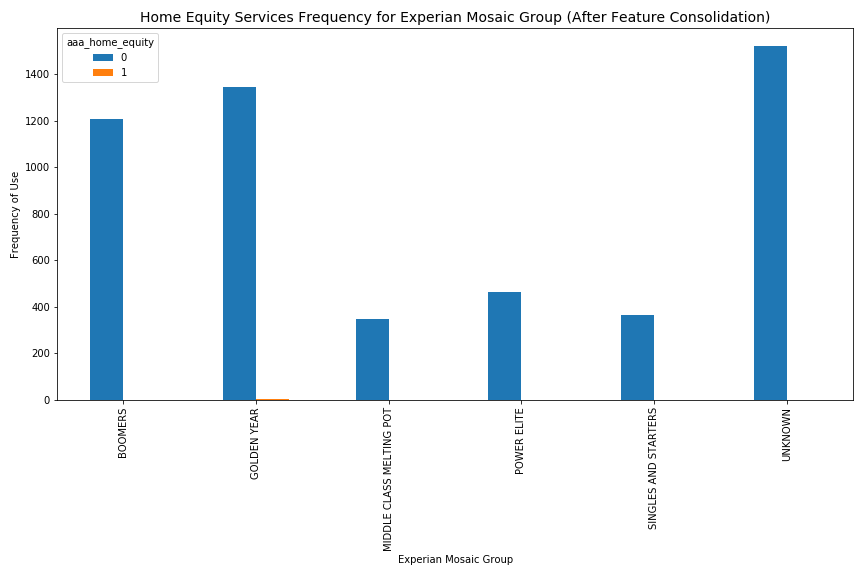 Home Equity Services Frequency for Experian Mosaic Group (After Feature Consolidation)
aaa_home_equity
0
1
Frequency of Use
1400
1200
1000
800
600
400
200
0
BOOMERS
GOLDEN YEAR
MIDDLE CLASS MELTING POT
POWER ELITE
SINGLES AND STARTERS
UNKNOWN
Experian Mosaic Group